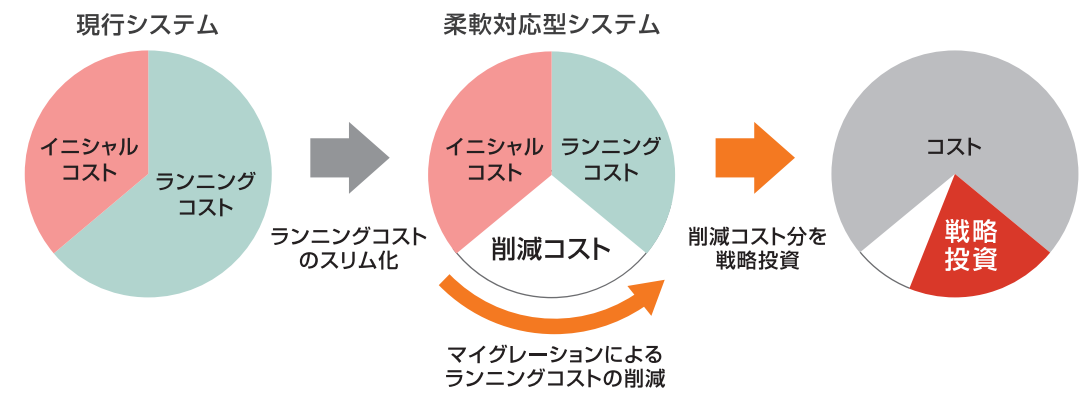 現行システム
イニシャル
コスト
ランニング
コスト
ランニングコスト
のスリム化
柔軟対応型システム
イニシャル
コスト
ランニング
コスト
削減コスト
マイグレーションによる
ランニングコストの削減
削減コスト分を
戦略投資
コスト
戦略
投資